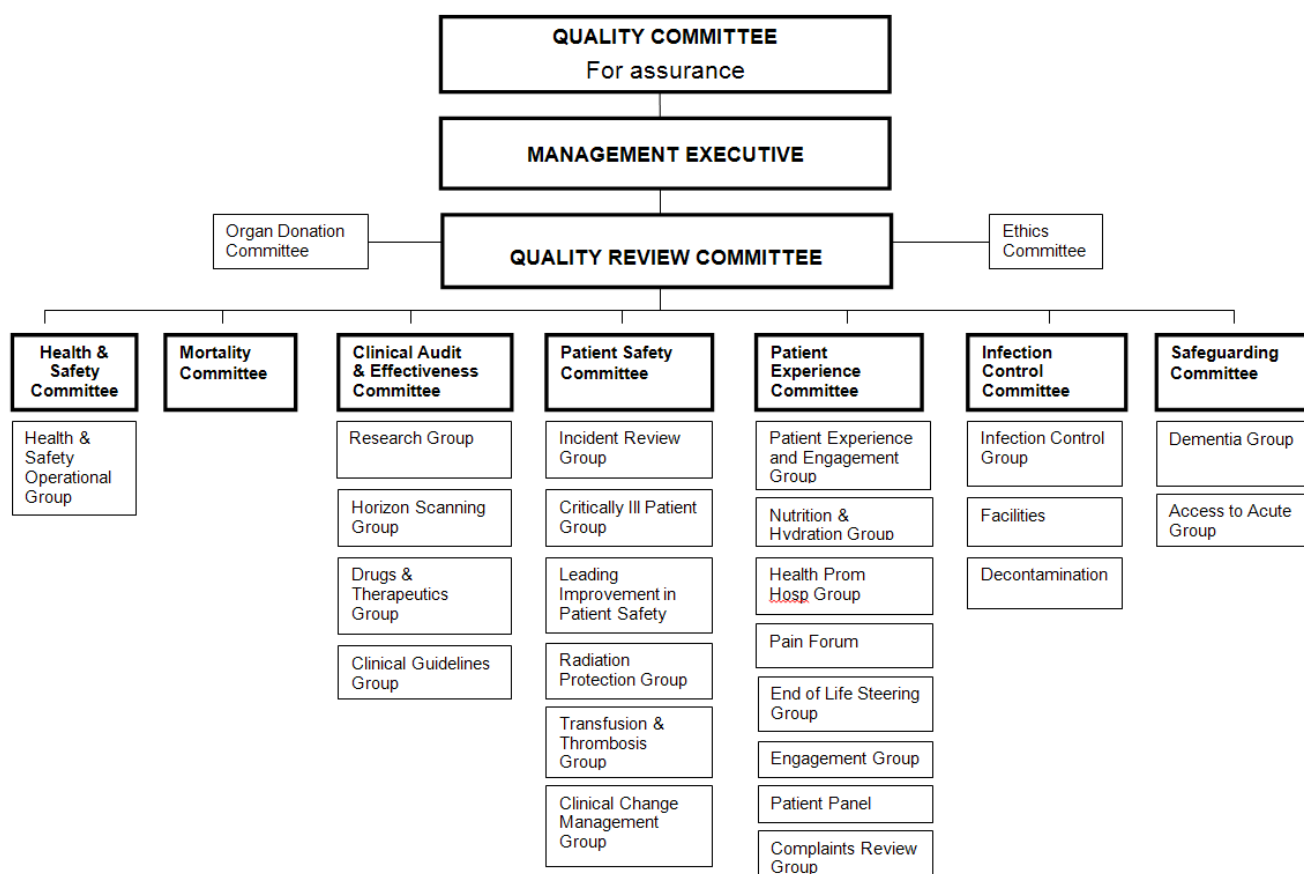 QUALITY COMMITTEE
For assurance
MANAGEMENT EXECUTIVE
Organ Donation
Committee
QUALITY REVIEW COMMITTEE
Ethics
Committee
Health &
Safety
Committee
Mortality
Committee
Clinical Audit
& Effectiveness
Committee
Patient Safety
Committee
Patient
Experience
Committee
Infection
Control
Committee
Safeguarding
Committee
Health &
Safety
Operational
Group
Research Group
Horizon Scanning
Group
Drugs &
Therapeutics
Group
Clinical Guidelines
Group
Incident Review
Group
Critically Ill Patient
Group
Leading
Improvement in
Patient Safety
Radiation
Protection Group
Transfusion &
Thrombosis
Group
Clinical Change
Management
Group
Patient Experience
and Engagement
Group
Nutrition &
Hydration Group
Health Prom
Hosp Group
Pain Forum
End of Life Steering
Group
Engagement Group
Patient Panel
Complaints Review
Group
Infection Control
Group
Facilities
Decontamination
Dementia Group
Access to Acute
Group